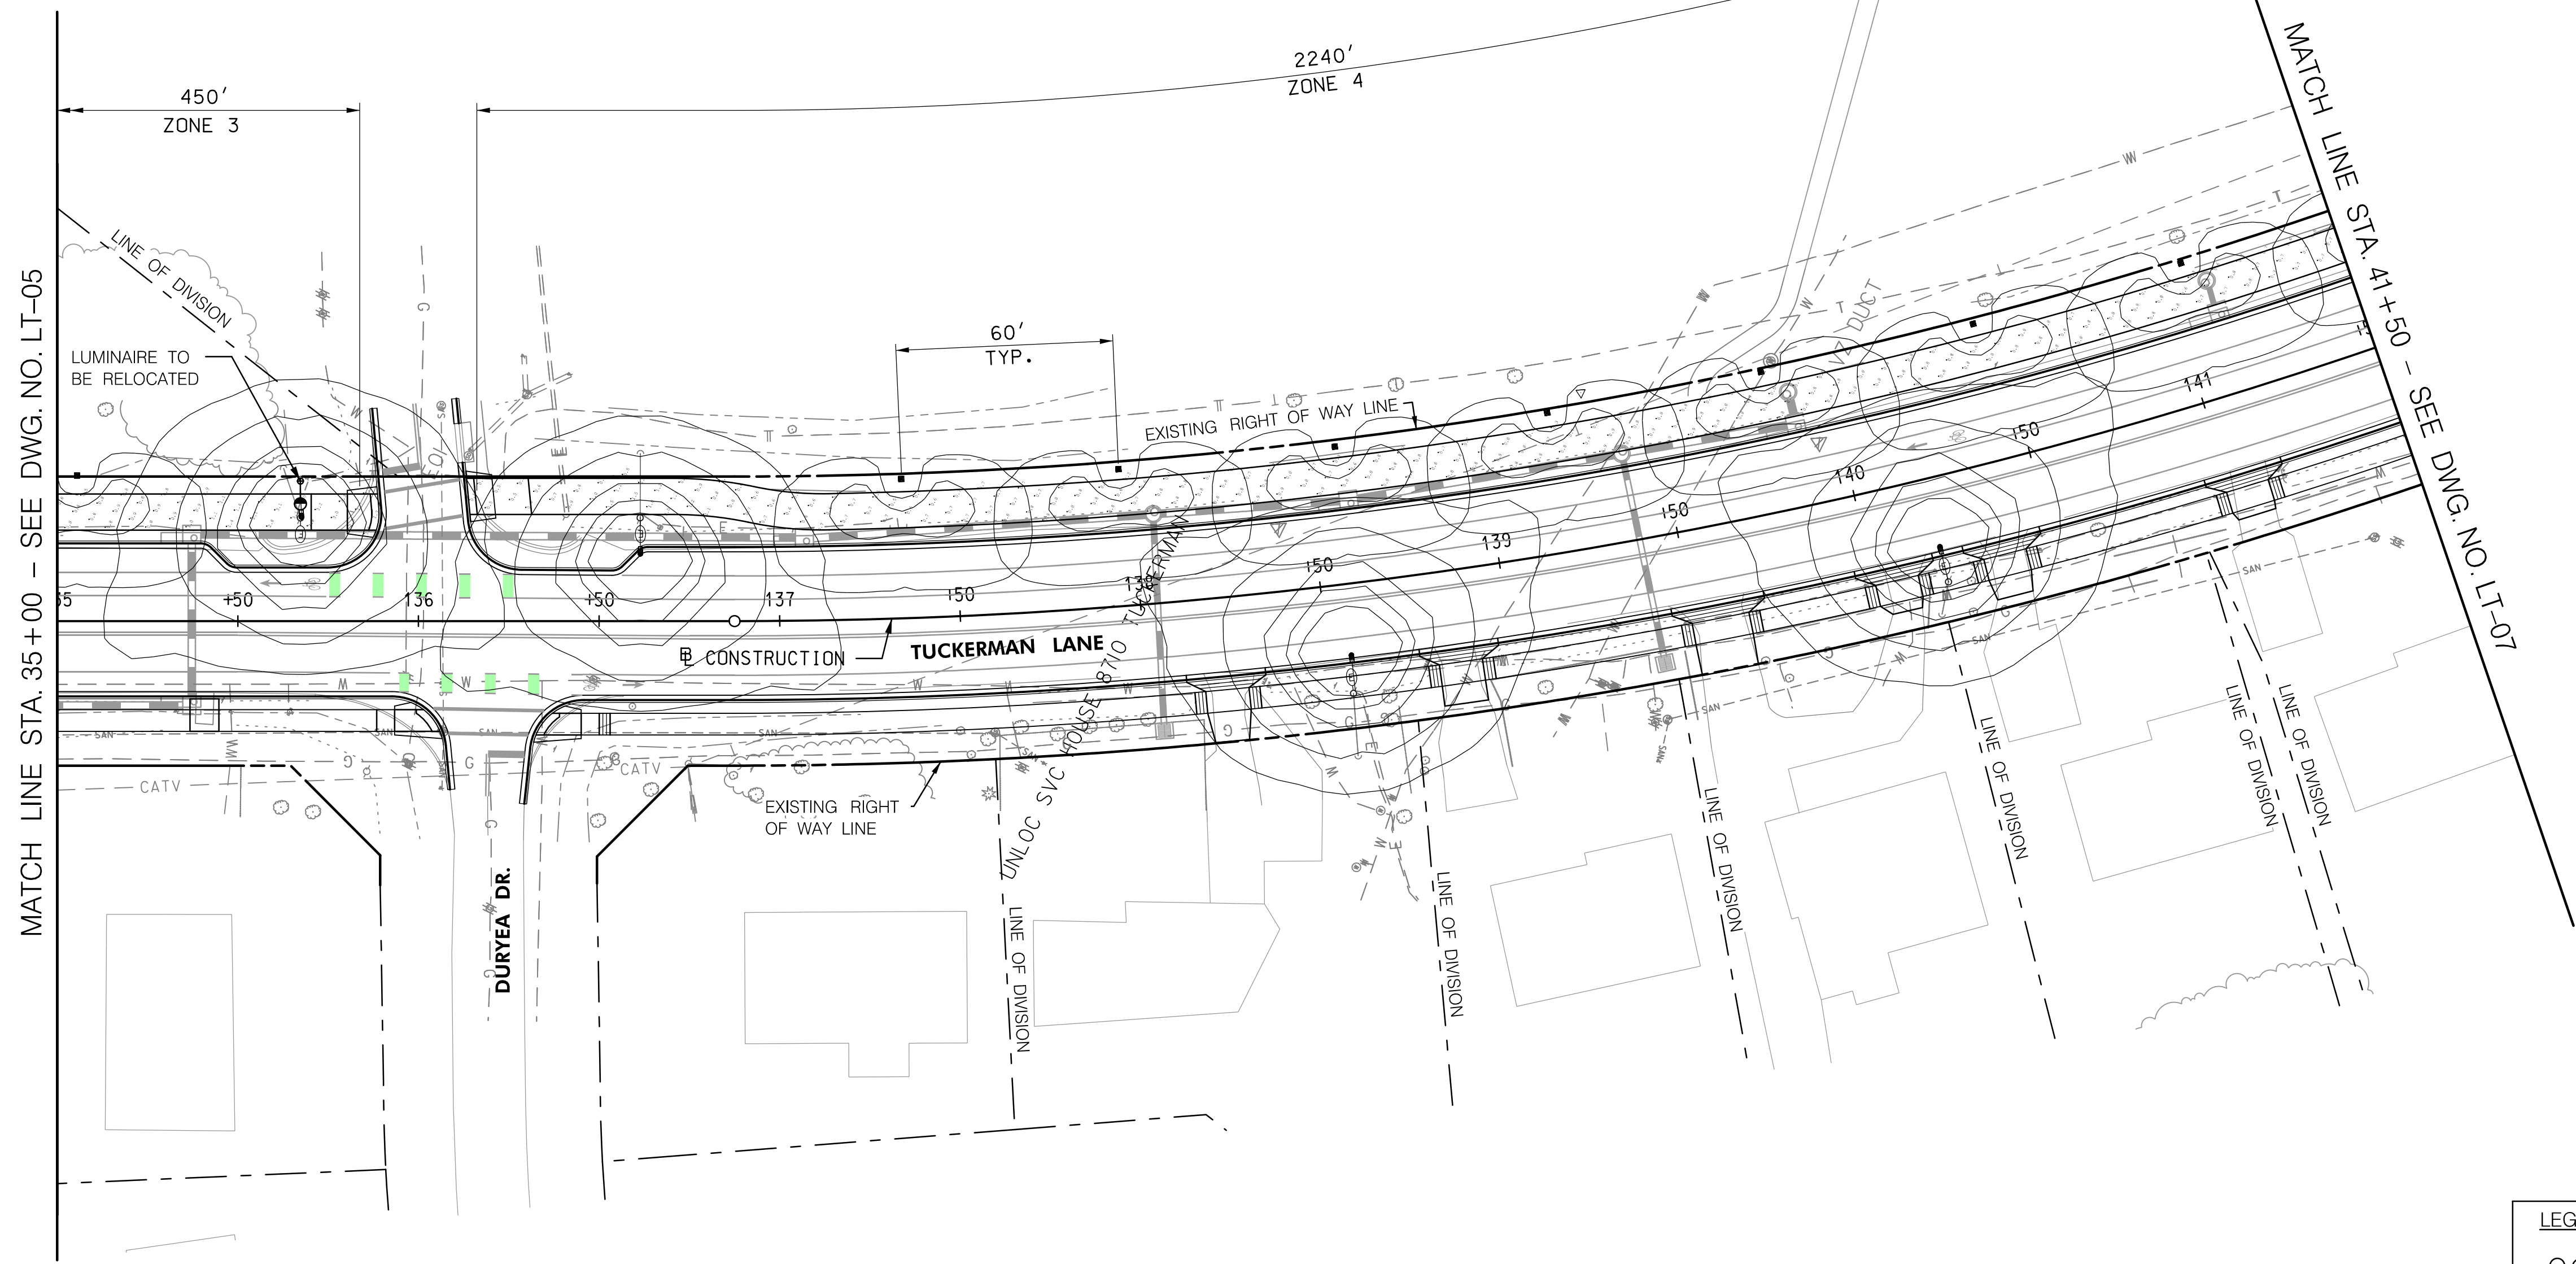 2240'
ZONE 4
450'
ZONE 3
MATCH LINE STA. 41+50 - SEE DWG. NO. LT-07
MATCH LINE STA. 35+00 - SEE DWG. NO. LT-05
LINE OF DIVISION
LUMINAIRE TO
BE RELOCATED
60'
TYP.
EXISTING RIGHT OF WAY LINE
DUCT
+50
136
+50
137
+50
138
+50
139
+50
140
+50
141
CONSTRUCTION
TUCKERMAN LANE
UNLOC SVC HOUSE 8710 TUCKERMAN
CATV
CATV
G
G
G
W
W
W
W
SAN
SAN
SAN
SAN
SAN
SAN
EXISTING RIGHT
OF WAY LINE
DURYEA DR.
LINE OF DIVISION
LINE OF DIVISION
LINE OF DIVISION
LINE OF DIVISION
LINE OF DIVISION
LINE OF DIVISION
LEG